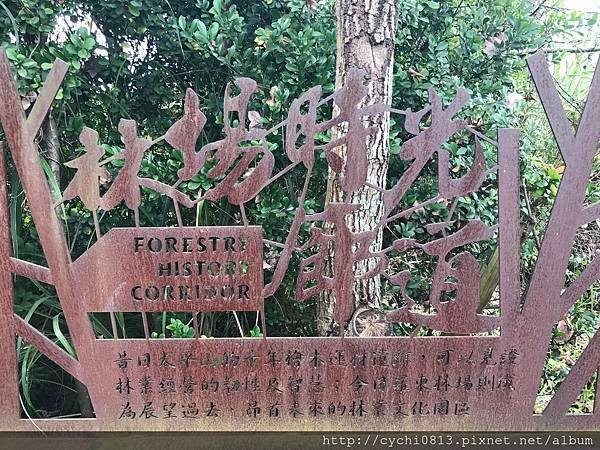 林場時光廊道
FORESTRY
HISTORY
CORRIDOR
昔日太平山的千年檜木運材遺蹟，可以見證
林業經營的韌性及智慧；今日羅東林場則成
為展望過去，昂首未來的林業文化園區
http://cychi0813.pixnet.net/album